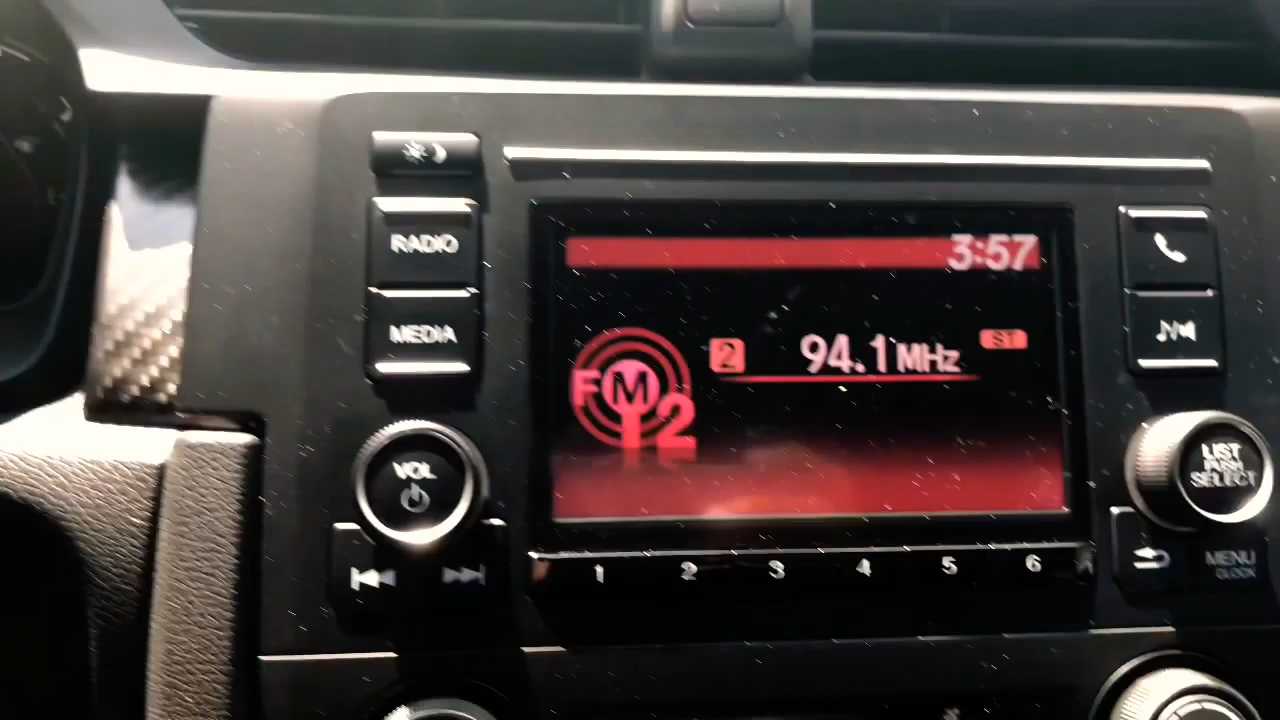 RADIO
MEDIA
VOL
3:57
FM2
2
94.1 MHz
ST
1 2 3 4 5 6
LIST
PUSH
SELECT
MENU
CLOCK